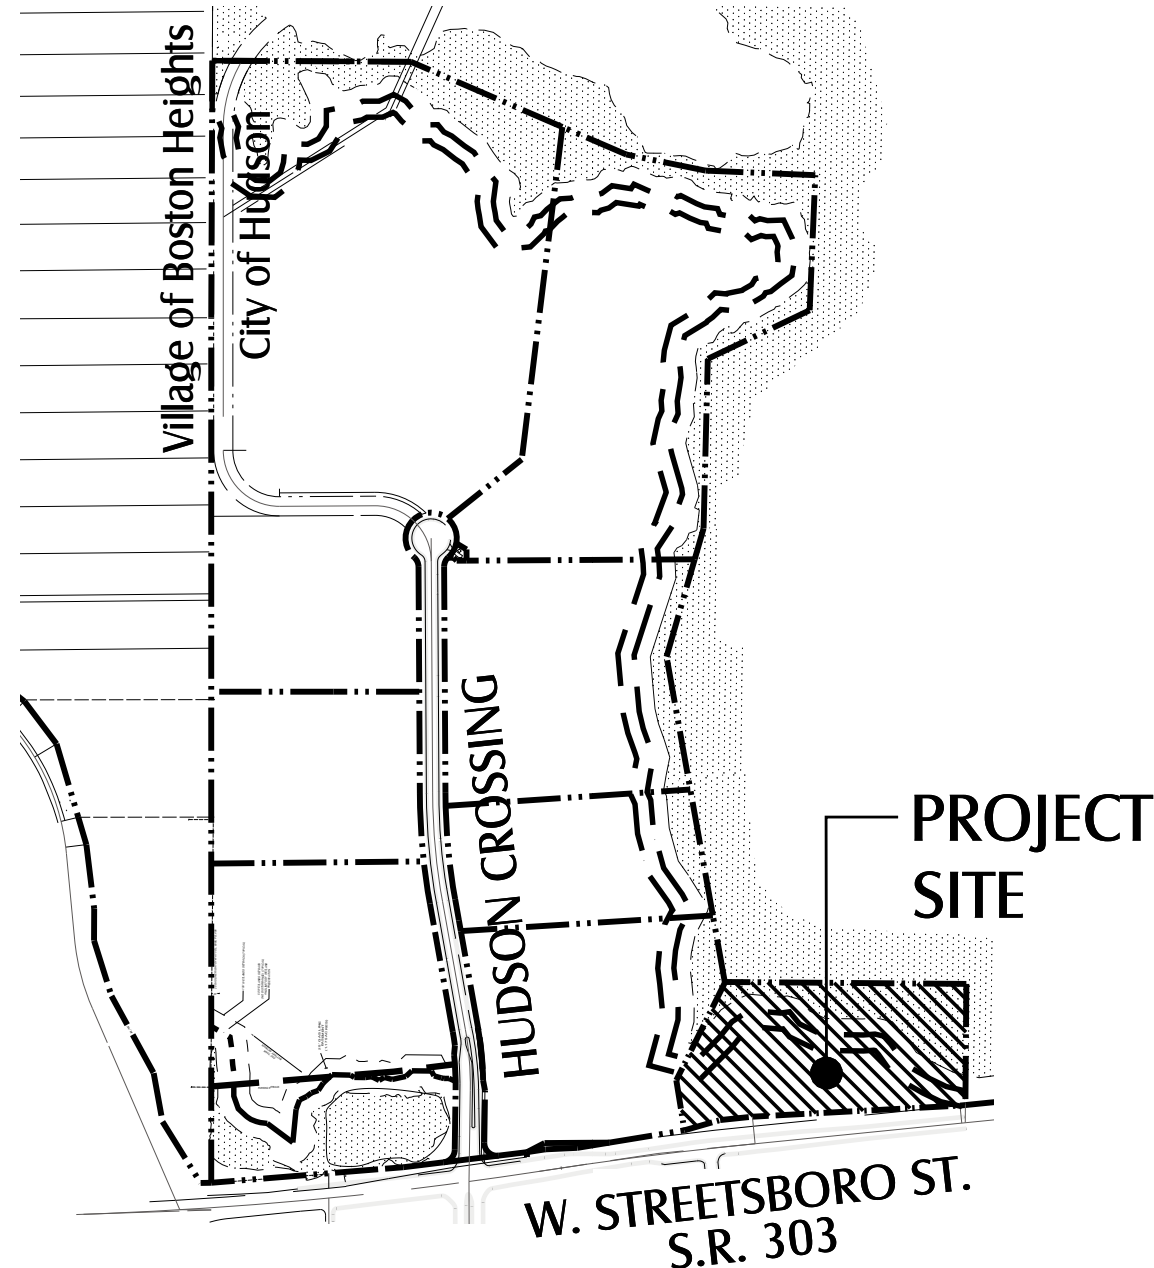 Village of Boston Heights
City of Hudson
HUDSON CROSSING
PROJECT
SITE
W. STREETSBORO ST.
S.R. 303